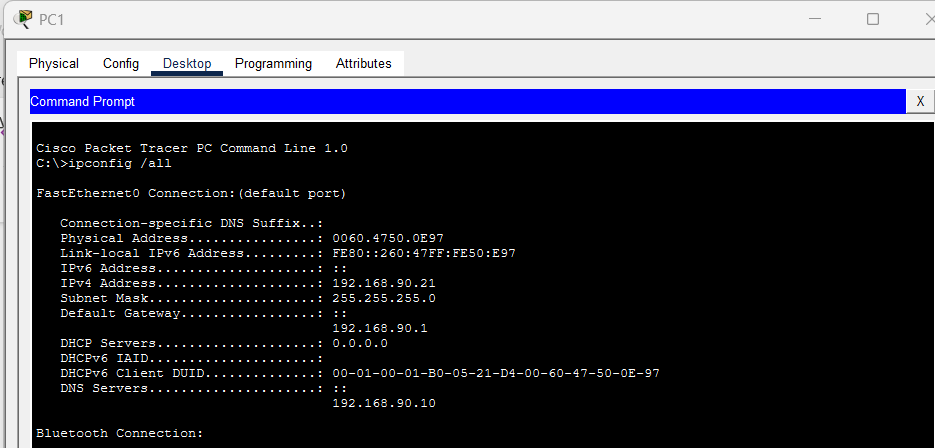 PC1
Physical Config Desktop Programming Attributes
Command Prompt X
Cisco Packet Tracer PC Command Line 1.0
C:\>ipconfig /all
FastEthernet0 Connection:(default port)
Connection-specific DNS Suffix..:
Physical Address................: 0060.4750.0E97
Link-local IPv6 Address.........: FE80::260:47FF:FE50:E97
IPv6 Address....................: ::
IPv4 Address....................: 192.168.90.21
Subnet Mask.....................: 255.255.255.0
Default Gateway.................: ::
192.168.90.1
DHCP Servers....................: 0.0.0.0
DHCPv6 IAID.....................:
DHCPv6 Client DUID..............: 00-01-00-01-B0-05-21-D4-00-60-47-50-0E-97
DNS Servers.....................: ::
192.168.90.10
Bluetooth Connection: